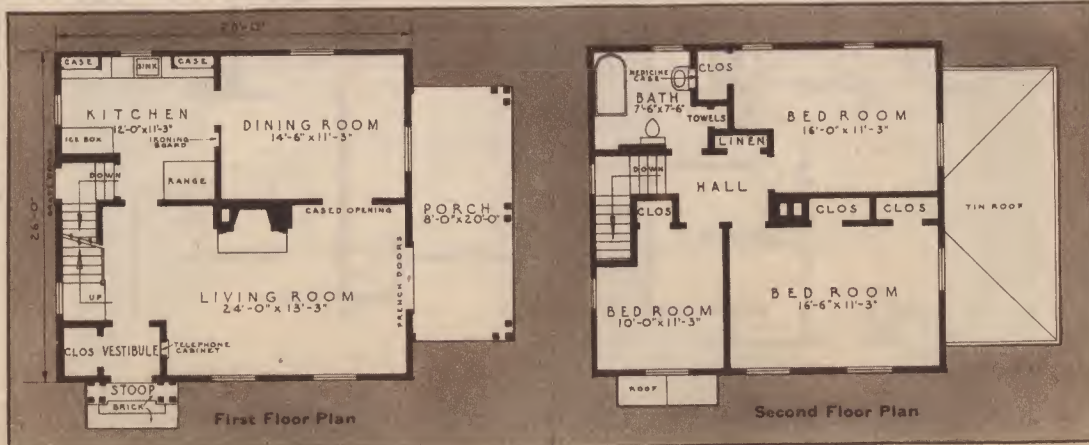 28'-0"
CASE
SINK
CASE
KITCHEN
12'-0"x11'-3"
ICE BOX
IRONING
BOARD
DINING ROOM
14'-6"x11'-3"
DOWN
RANGE
26'-0"
CASED OPENING
PORCH
8'-0"x20'-0"
FRENCH DOORS
UP
LIVING ROOM
24'-0"x13'-3"
CLOS
VESTIBULE
TELEPHONE
CABINET
STOOP
BRICK
First Floor Plan
MEDICINE
CASE
CLOS
BATH
7'-6"x7'-6"
TOWELS
LINEN
BED ROOM
16'-0"x11'-3"
DOWN
HALL
CLOS
CLOS
CLOS
TIN ROOF
BED ROOM
10'-0"x11'-3"
BED ROOM
16'-6"x11'-3"
ROOF
Second Floor Plan